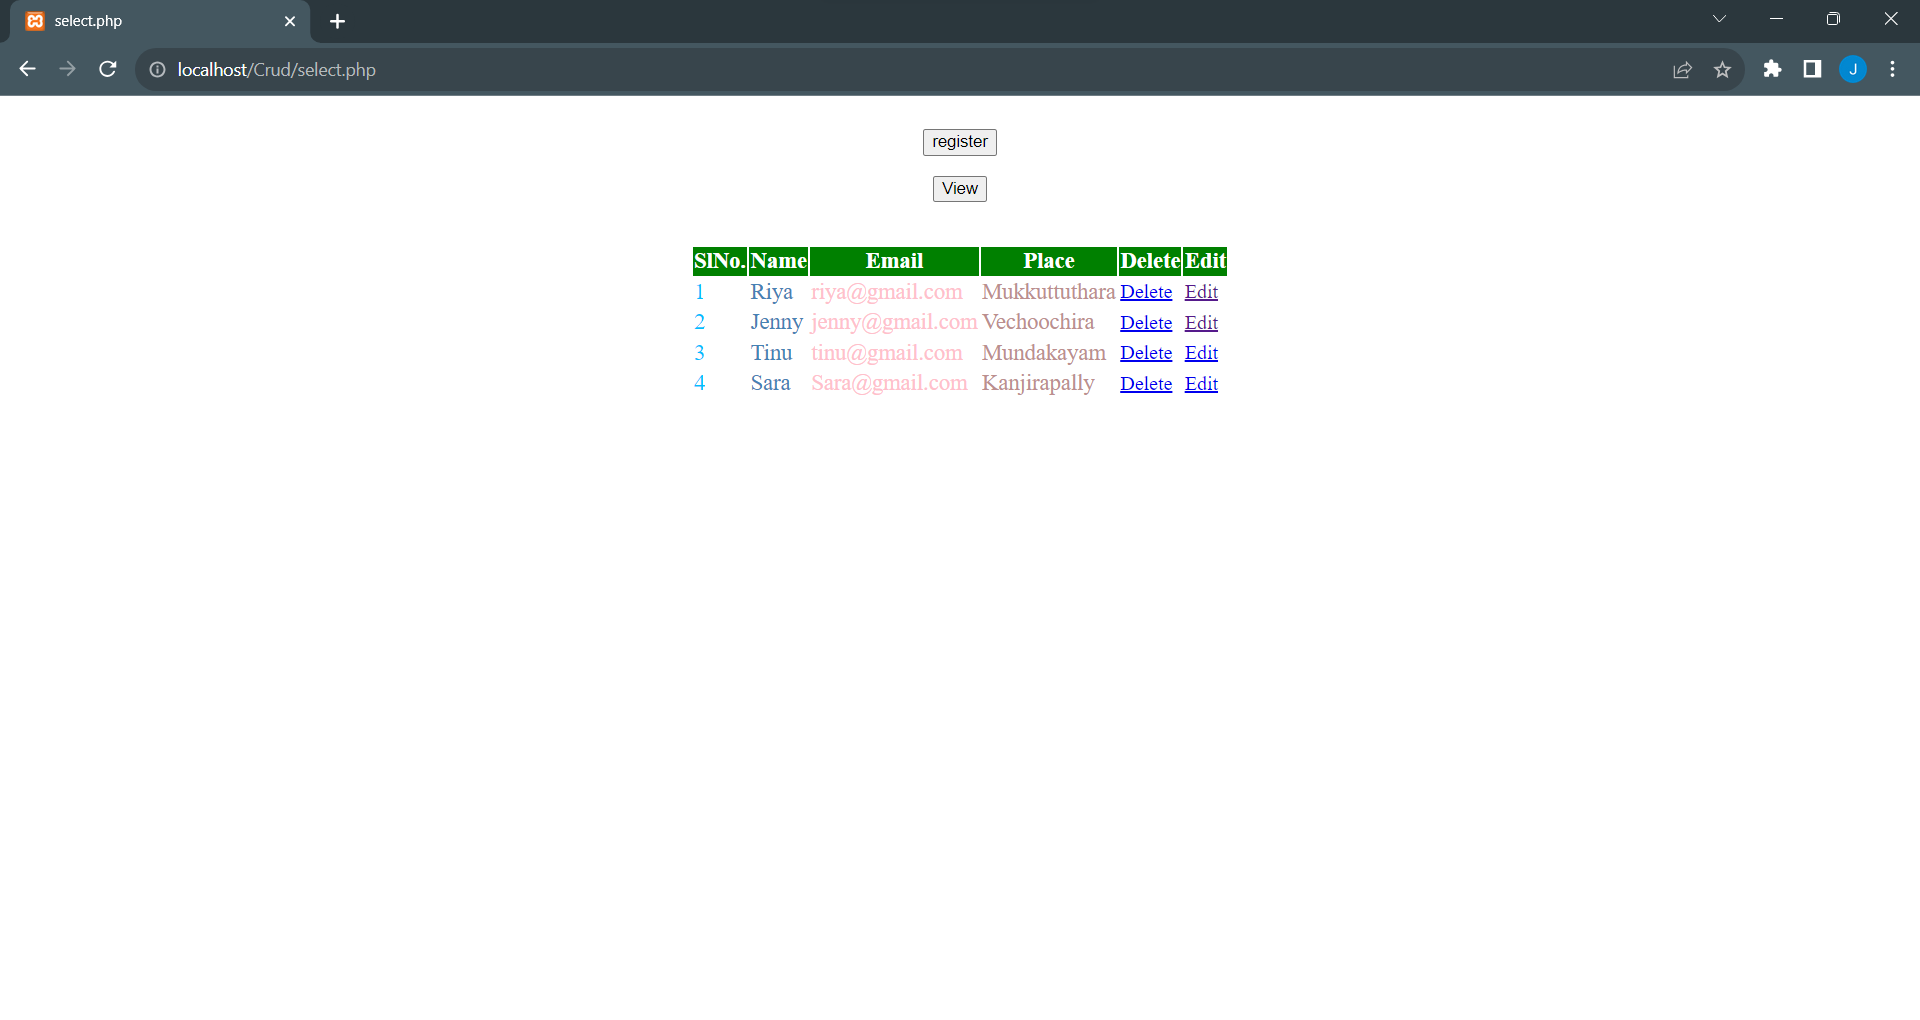 select.php
localhost/Crud/select.php
J
register
View
SlNo. Name Email Place Delete Edit
1 Riya riya@gmail.com Mukkuttuthara Delete Edit
2 Jenny jenny@gmail.com Vechoochira Delete Edit
3 Tinu tinu@gmail.com Mundakayam Delete Edit
4 Sara Sara@gmail.com Kanjirapally Delete Edit